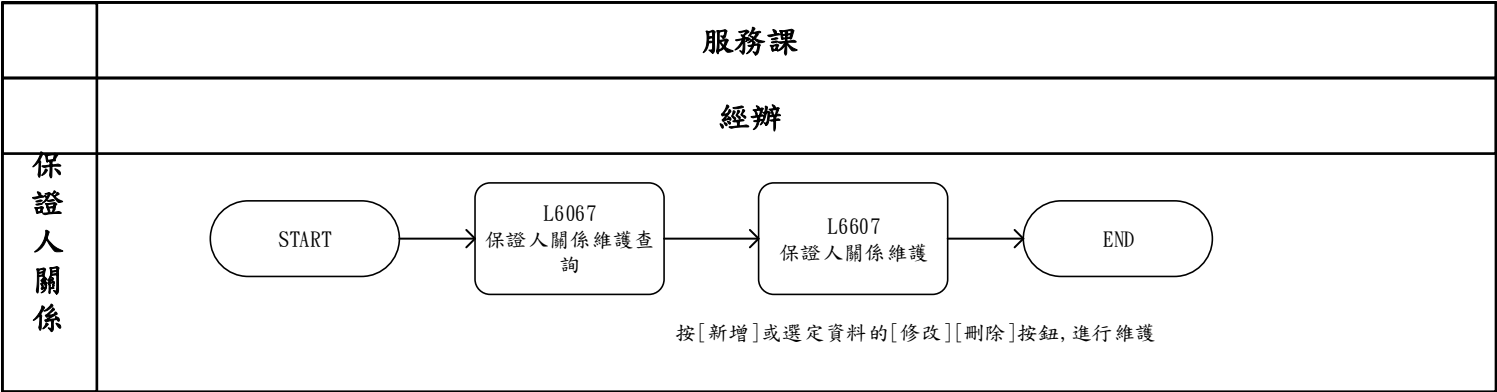 服務課
經辦
保
證
人
關
係
START
L6067
保證人關係維護查
詢
L6607
保證人關係維護
END
按[新增]或選定資料的[修改][刪除]按鈕,進行維護